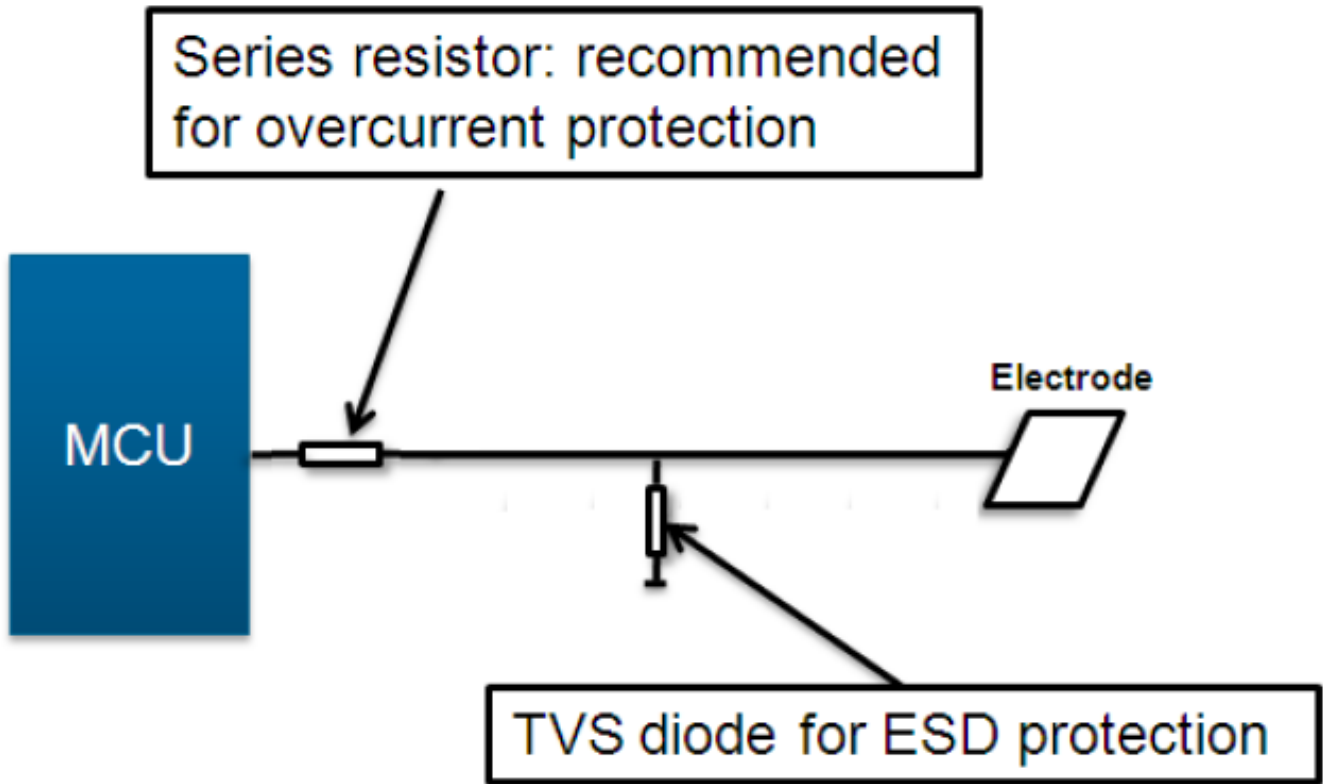 Series resistor: recommended
for overcurrent protection
MCU
Electrode
TVS diode for ESD protection